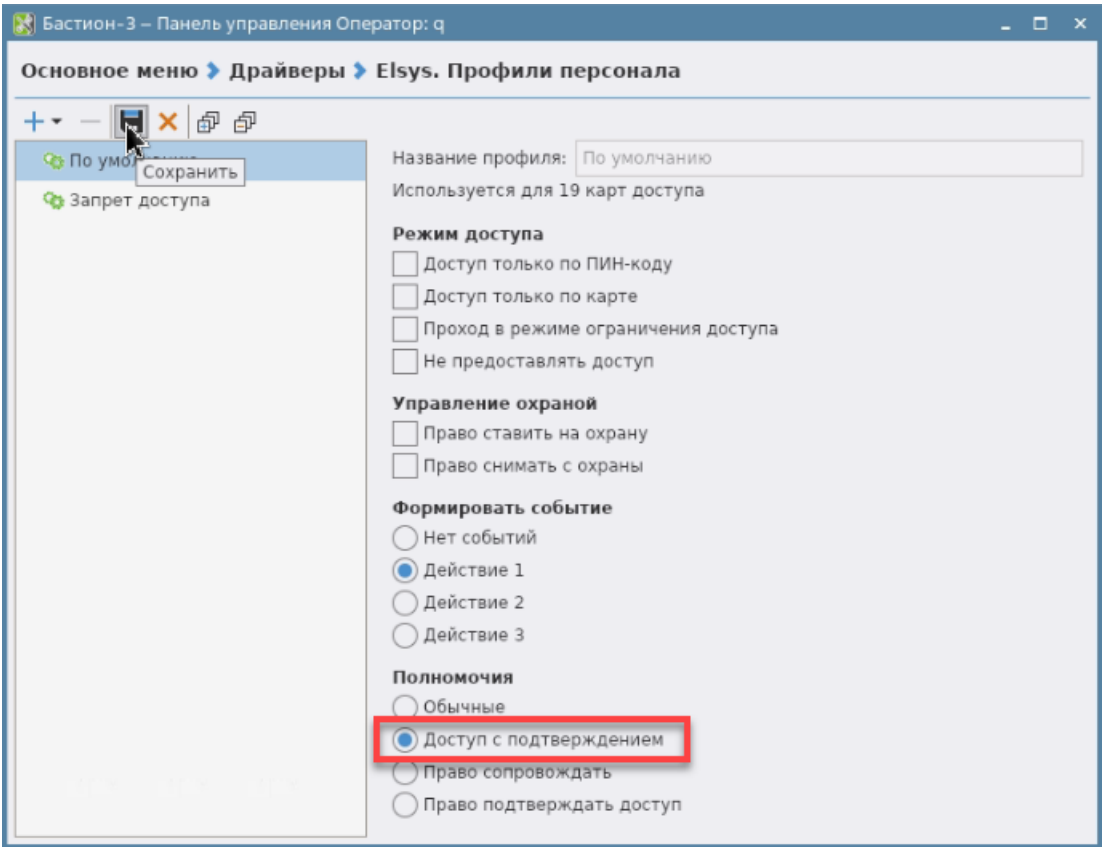 Бастион-3 – Панель управления Оператор: q
Основное меню Драйверы Elsys. Профили персонала
Сохранить
По умолчанию
Запрет доступа
Название профиля: По умолчанию
Используется для 19 карт доступа
Режим доступа
Доступ только по ПИН-коду
Доступ только по карте
Проход в режиме ограничения доступа
Не предоставлять доступ
Управление охраной
Право ставить на охрану
Право снимать с охраны
Формировать событие
Нет событий
Действие 1
Действие 2
Действие 3
Полномочия
Обычные
Доступ с подтверждением
Право сопровождать
Право подтверждать доступ